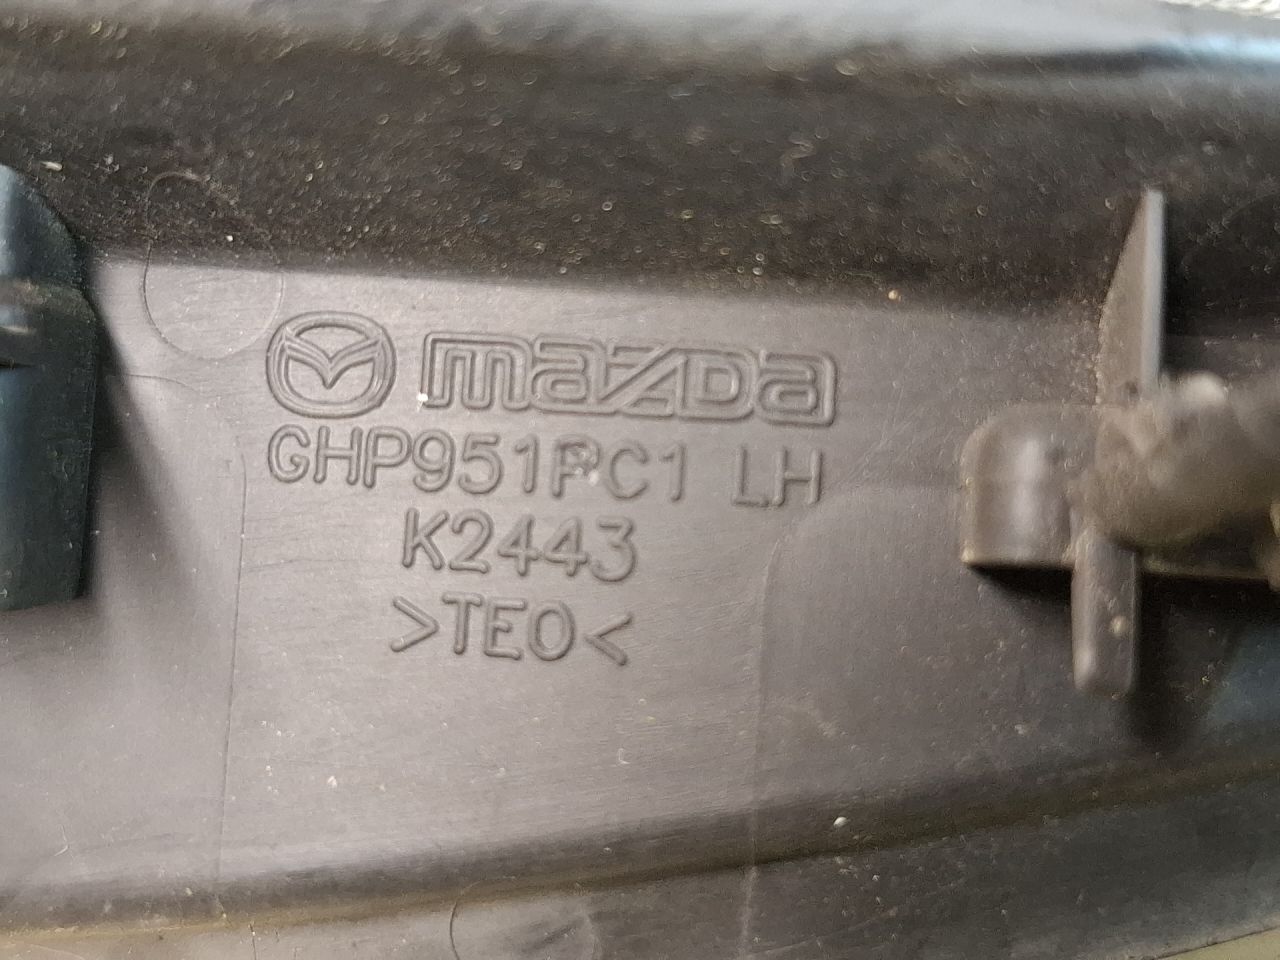 mazda
GHP951PC1 LH
K2443
>TEO<